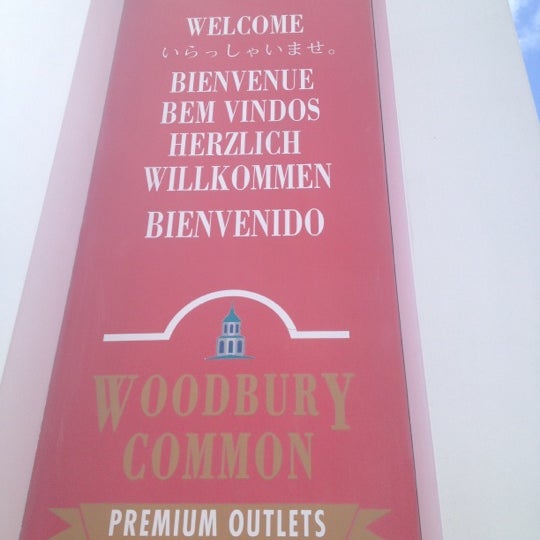 WELCOME
いらっしゃいませ。
BIENVENUE
BEM VINDOS
HERZLICH
WILLKOMMEN
BIENVENIDO
WOODBURY
COMMON
PREMIUM OUTLETS